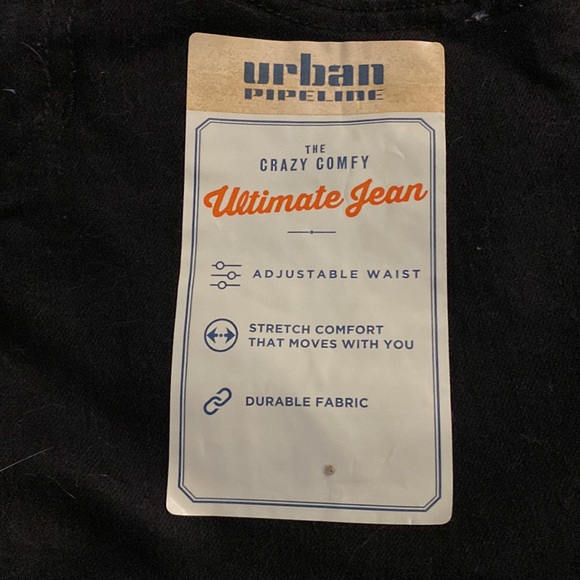 urban
PIPELINE
THE
CRAZY COMFY
Ultimate Jean
ADJUSTABLE WAIST
STRETCH COMFORT
THAT MOVES WITH YOU
DURABLE FABRIC